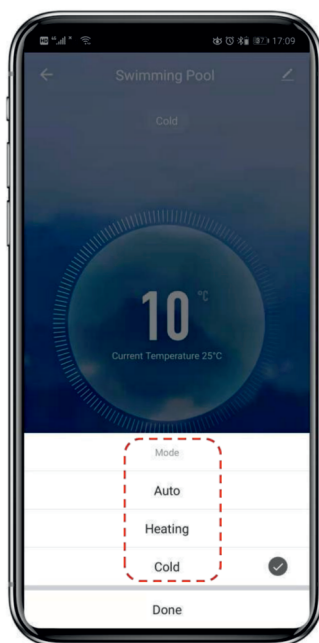 17:09
Swimming Pool
Cold
10 °C
Current Temperature 25°C
Mode
Auto
Heating
Cold
Done